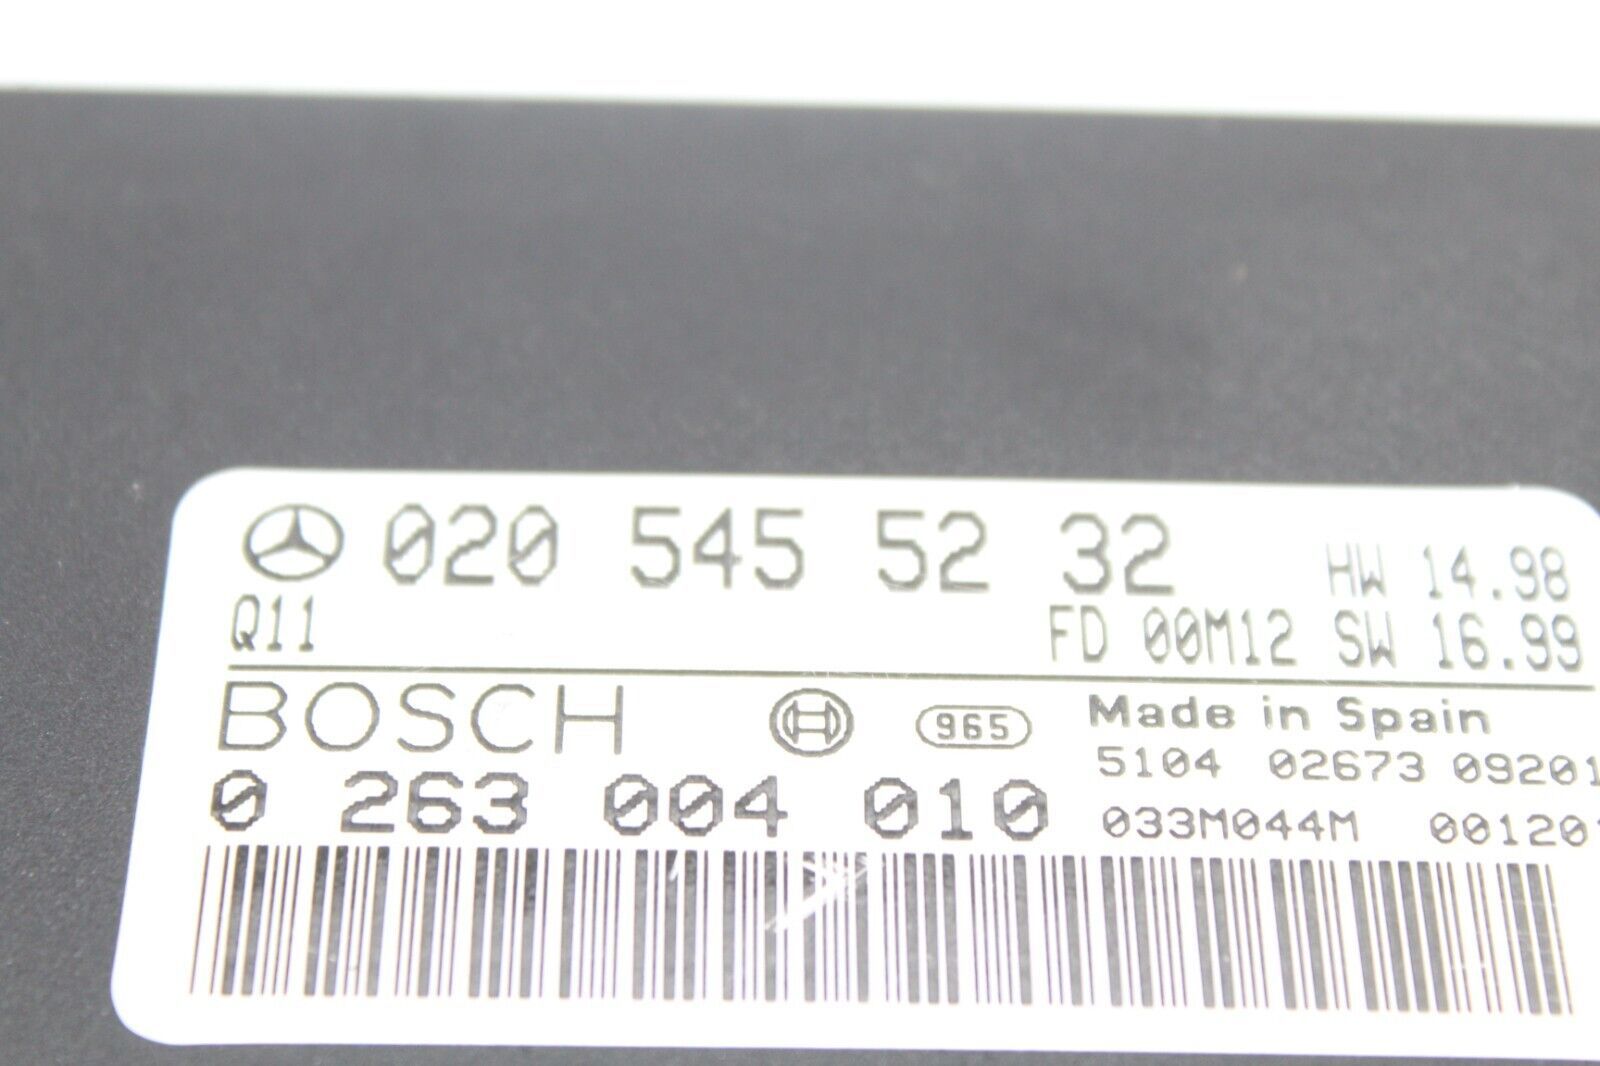 020 545 52 32 HW 14.98
Q11 FD 00M12 SW 16.99
BOSCH 965 Made in Spain
5104 02673 09201
0 263 004 010 033M044M 001201